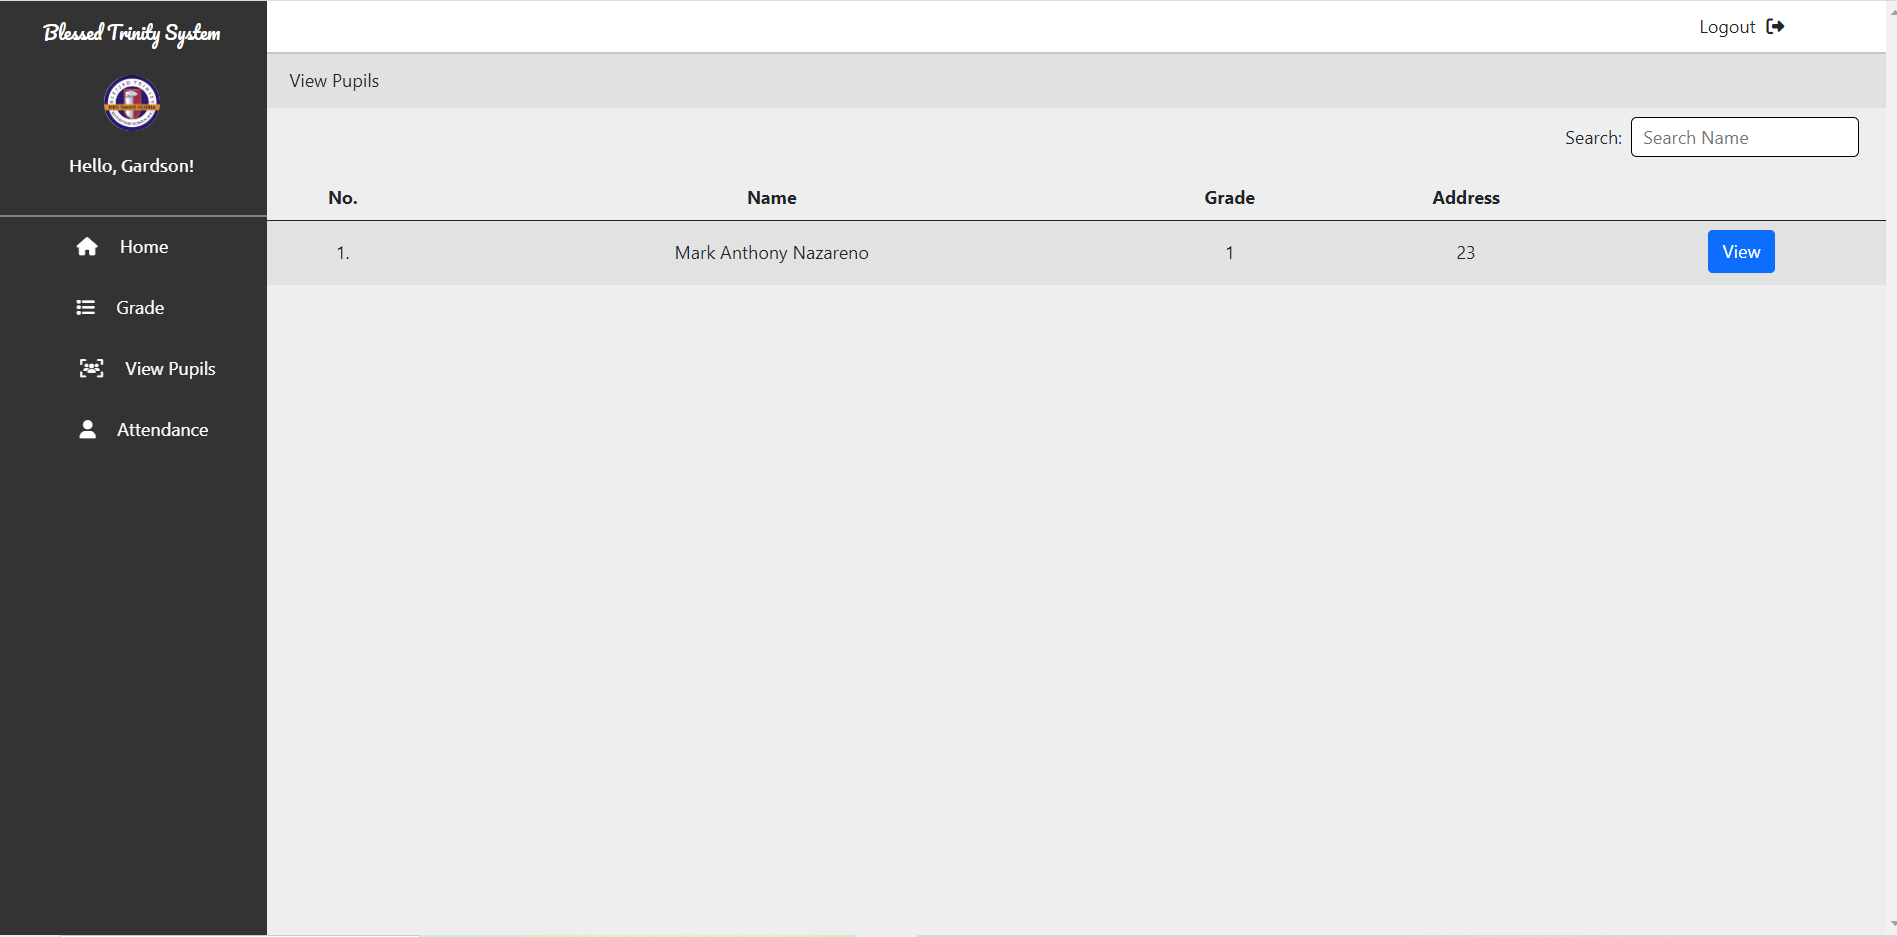 Blessed Trinity System
Logout
View Pupils
Hello, Gardson!
Search: Search Name
No. Name Grade Address
1. Mark Anthony Nazareno 1 23 View
Home
Grade
View Pupils
Attendance